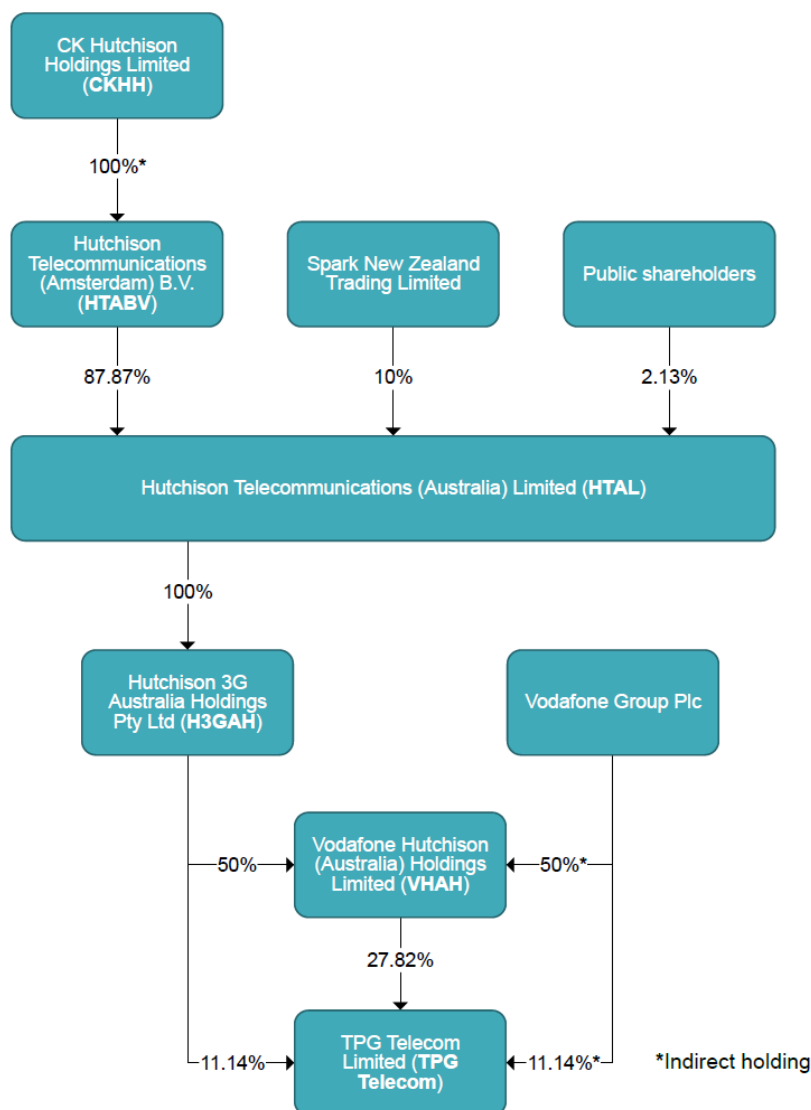 CK Hutchison
Holdings Limited
(CKHH)
100%*
Hutchison
Telecommunications
(Amsterdam) B.V.
(HTABV)
Spark New Zealand
Trading Limited
Public shareholders
87.87%
10%
2.13%
Hutchison Telecommunications (Australia) Limited (HTAL)
100%
Hutchison 3G
Australia Holdings
Pty Ltd (H3GAH)
Vodafone Group Plc
50%
Vodafone Hutchison
(Australia) Holdings
Limited (VHAH)
50%*
27.82%
11.14%
TPG Telecom
Limited (TPG
Telecom)
11.14%*
*Indirect holding